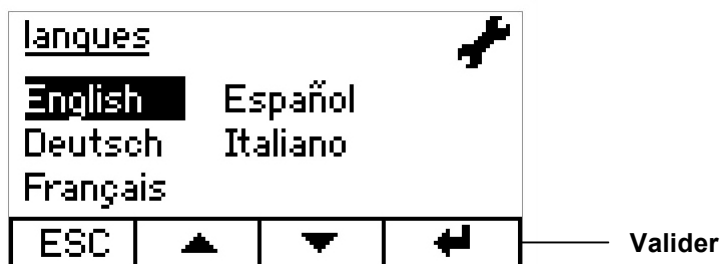 langues
English Español
Deutsch Italiano
Français
ESC
Valider